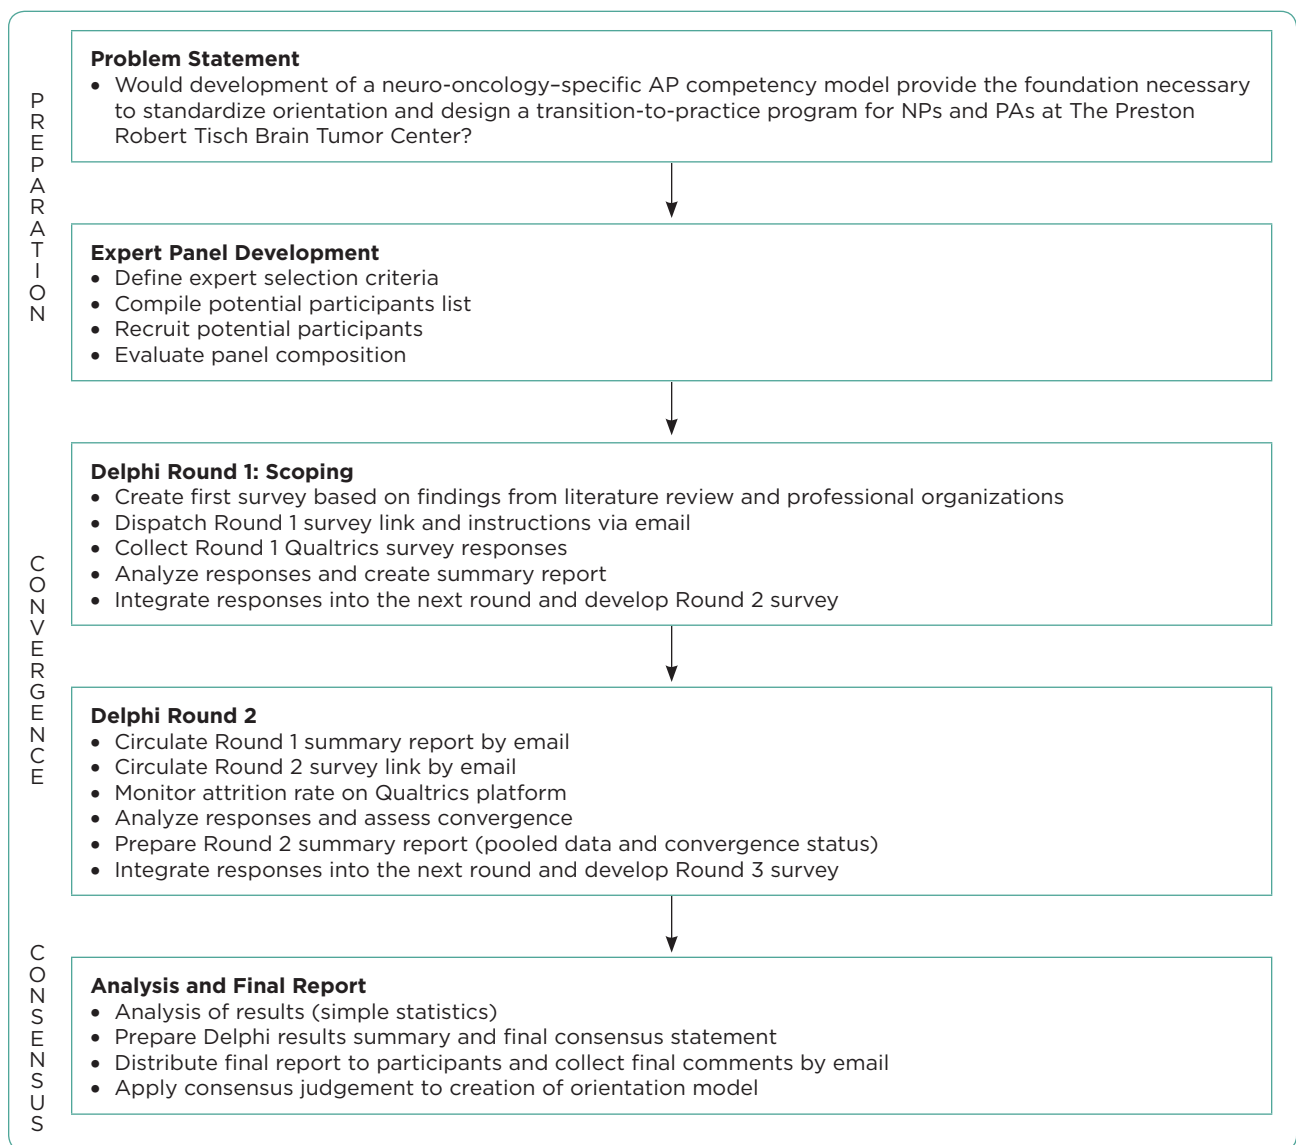 PREPARATION
Problem Statement
• Would development of a neuro-oncology–specific AP competency model provide the foundation necessary
to standardize orientation and design a transition-to-practice program for NPs and PAs at The Preston
Robert Tisch Brain Tumor Center?
Expert Panel Development
• Define expert selection criteria
• Compile potential participants list
• Recruit potential participants
• Evaluate panel composition
CONVERGENCE
Delphi Round 1: Scoping
• Create first survey based on findings from literature review and professional organizations
• Dispatch Round 1 survey link and instructions via email
• Collect Round 1 Qualtrics survey responses
• Analyze responses and create summary report
• Integrate responses into the next round and develop Round 2 survey
Delphi Round 2
• Circulate Round 1 summary report by email
• Circulate Round 2 survey link by email
• Monitor attrition rate on Qualtrics platform
• Analyze responses and assess convergence
• Prepare Round 2 summary report (pooled data and convergence status)
• Integrate responses into the next round and develop Round 3 survey
CONSENSUS
Analysis and Final Report
• Analysis of results (simple statistics)
• Prepare Delphi results summary and final consensus statement
• Distribute final report to participants and collect final comments by email
• Apply consensus judgement to creation of orientation model